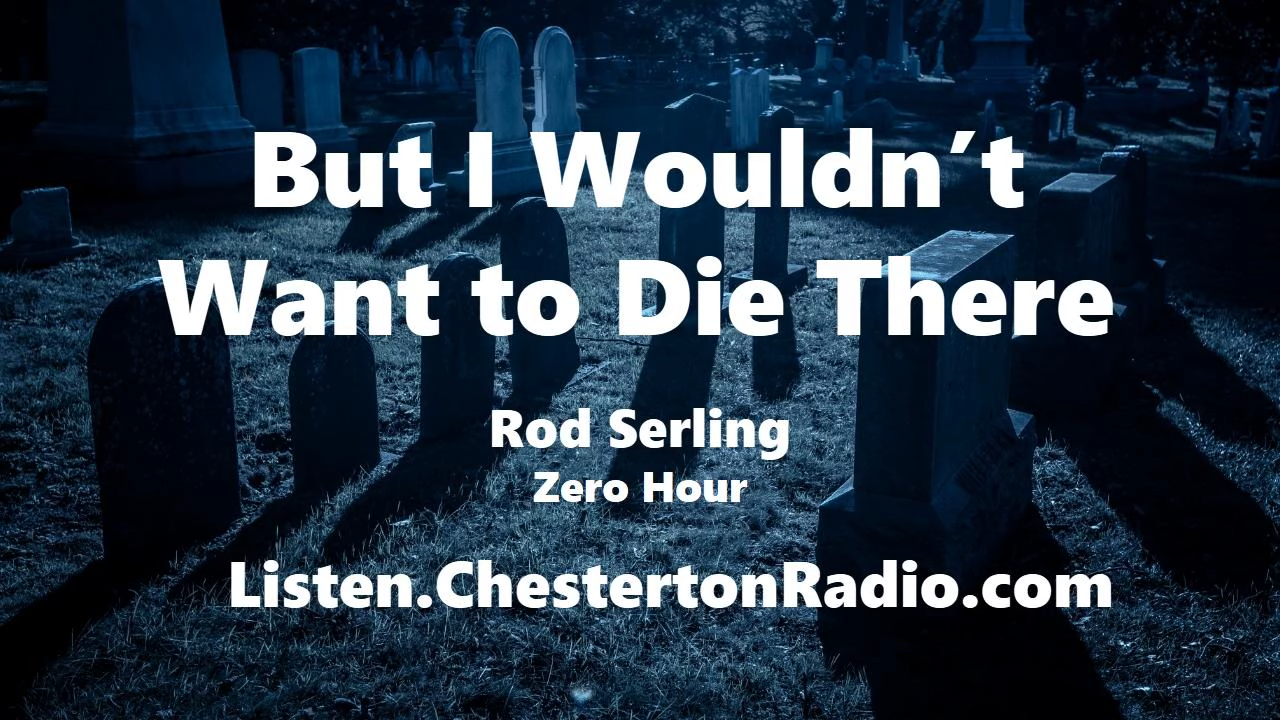 But I Wouldn´t
Want to Die There
Rod Serling
Zero Hour
Listen.ChestertonRadio.com